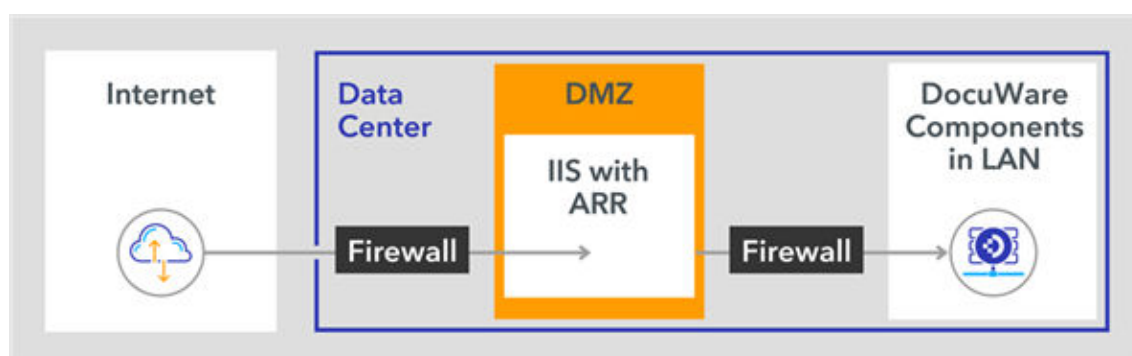 Internet
Data
Center
DMZ
IIS with
ARR
DocuWare
Components
in LAN
Firewall
Firewall